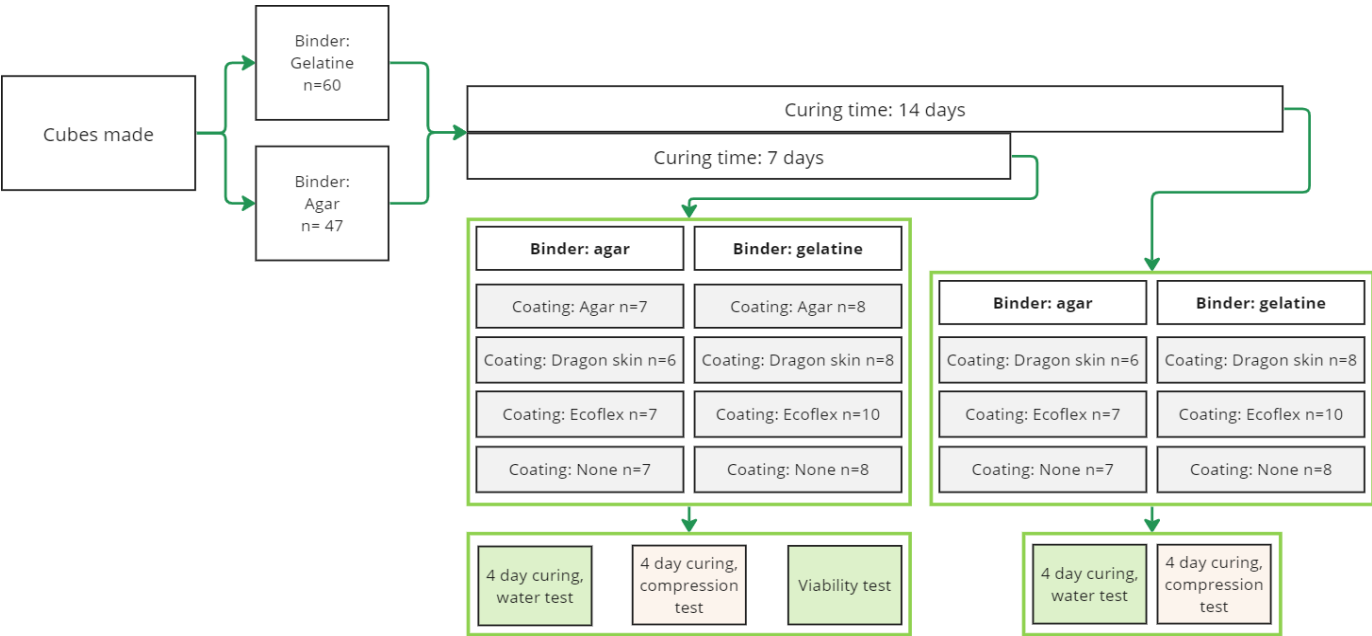 Cubes made
Binder:
Gelatine
n=60
Binder:
Agar
n= 47
Curing time: 14 days
Curing time: 7 days
Binder: agar
Binder: gelatine
Coating: Agar n=7
Coating: Agar n=8
Coating: Dragon skin n=6
Coating: Dragon skin n=8
Coating: Ecoflex n=7
Coating: Ecoflex n=10
Coating: None n=7
Coating: None n=8
Binder: agar
Binder: gelatine
Coating: Dragon skin n=6
Coating: Dragon skin n=8
Coating: Ecoflex n=7
Coating: Ecoflex n=10
Coating: None n=7
Coating: None n=8
4 day curing,
water test
4 day curing,
compression
test
Viability test
4 day curing,
water test
4 day curing,
compression
test